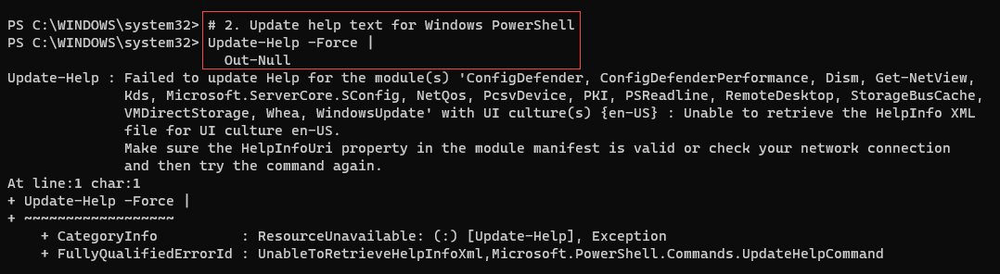 PS C:\WINDOWS\system32> # 2. Update help text for Windows PowerShell
PS C:\WINDOWS\system32> Update-Help -Force |
Out-Null
Update-Help : Failed to update Help for the module(s) 'ConfigDefender, ConfigDefenderPerformance, Dism, Get-NetView,
Kds, Microsoft.ServerCore.SConfig, NetQos, PcsvDevice, PKI, PSReadline, RemoteDesktop, StorageBusCache,
VMDirectStorage, Whea, WindowsUpdate' with UI culture(s) {en-US} : Unable to retrieve the HelpInfo XML
file for UI culture en-US.
Make sure the HelpInfoUri property in the module manifest is valid or check your network connection
and then try the command again.
At line:1 char:1
+ Update-Help -Force |
+ ~~~~~~~~~~~~~~~~~~
+ CategoryInfo : ResourceUnavailable: (:) [Update-Help], Exception
+ FullyQualifiedErrorId : UnableToRetrieveHelpInfoXml,Microsoft.PowerShell.Commands.UpdateHelpCommand